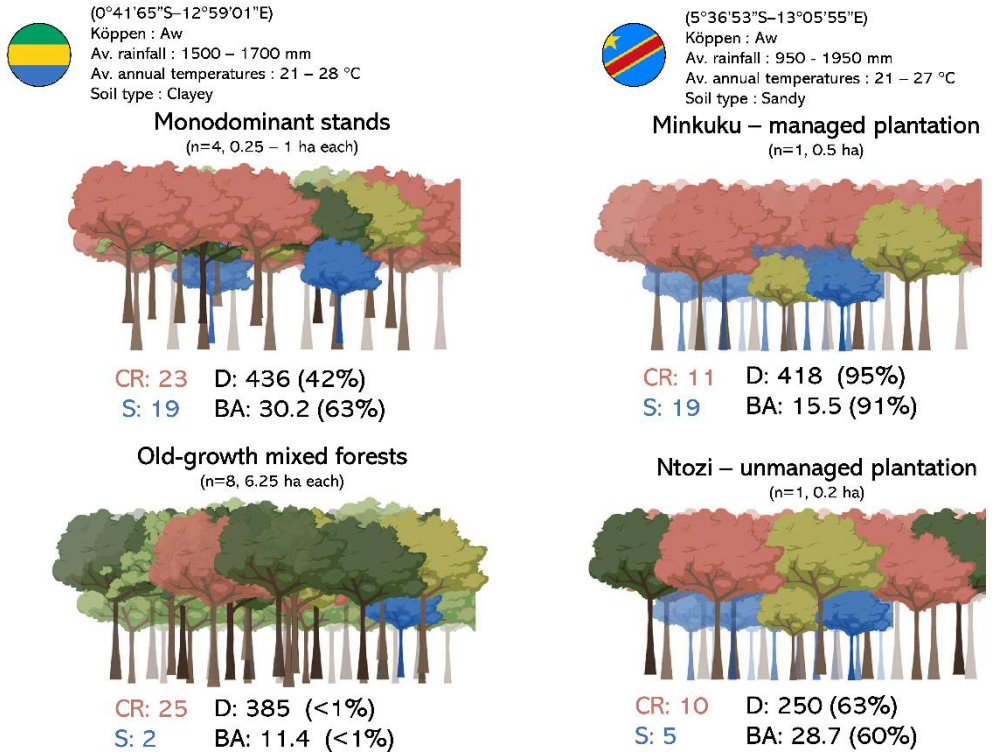 (0°41'65"S–12°59'01"E)
Köppen : Aw
Av. rainfall : 1500 – 1700 mm
Av. annual temperatures : 21 – 28 °C
Soil type : Clayey
Monodominant stands
(n=4, 0.25 – 1 ha each)
CR: 23 D: 436 (42%)
S: 19 BA: 30.2 (63%)
Old-growth mixed forests
(n=8, 6.25 ha each)
CR: 25 D: 385 (<1%)
S: 2 BA: 11.4 (<1%)
(5°36'53"S–13°05'55"E)
Köppen : Aw
Av. rainfall : 950 - 1950 mm
Av. annual temperatures : 21 – 27 °C
Soil type : Sandy
Minkuku – managed plantation
(n=1, 0.5 ha)
CR: 11 D: 418 (95%)
S: 19 BA: 15.5 (91%)
Ntozi – unmanaged plantation
(n=1, 0.2 ha)
CR: 10 D: 250 (63%)
S: 5 BA: 28.7 (60%)